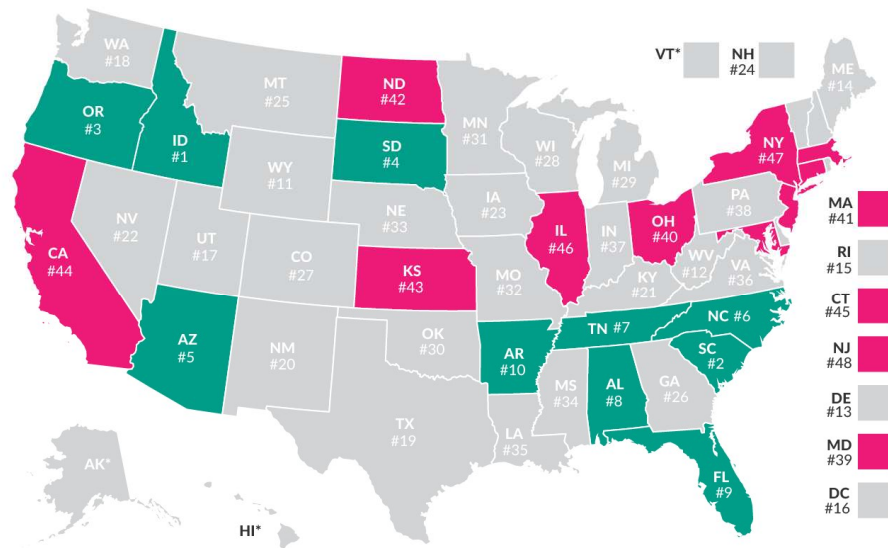 WA
#18
MT
#25
ND
#42
MN
#31
VT*
NH
#24
ME
#14
OR
#3
ID
#1
SD
#4
WI
#28
MI
#29
NY
#47
WY
#11
IA
#23
NE
#33
PA
#38
MA
#41
NV
#22
UT
#17
CO
#27
IL
#46
IN
#37
OH
#40
RI
#15
CA
#44
KS
#43
MO
#32
KY
#21
WV
#12
VA
#36
CT
#45
AZ
#5
NM
#20
OK
#30
AR
#10
TN #7
NC #6
SC
#2
NJ
#48
TX
#19
LA
#35
MS
#34
AL
#8
GA
#26
DE
#13
AK*
HI*
FL
#9
MD
#39
DC
#16